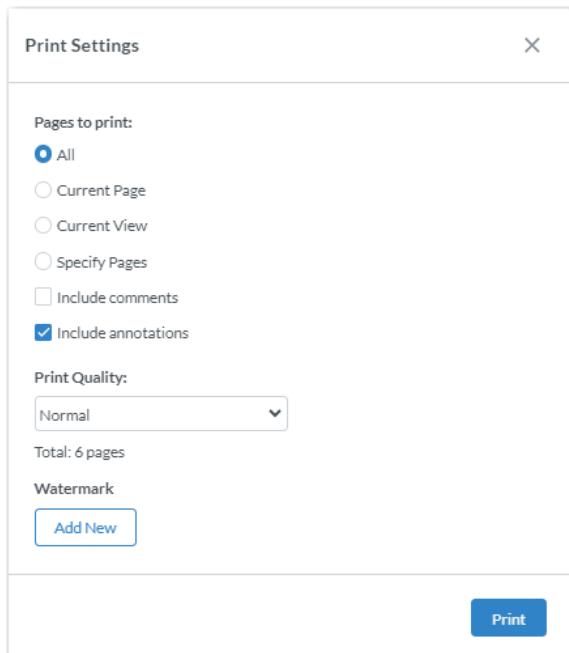 Print Settings
Pages to print:
All
Current Page
Current View
Specify Pages
Include comments
Include annotations
Print Quality:
Normal
Total: 6 pages
Watermark
Add New
Print